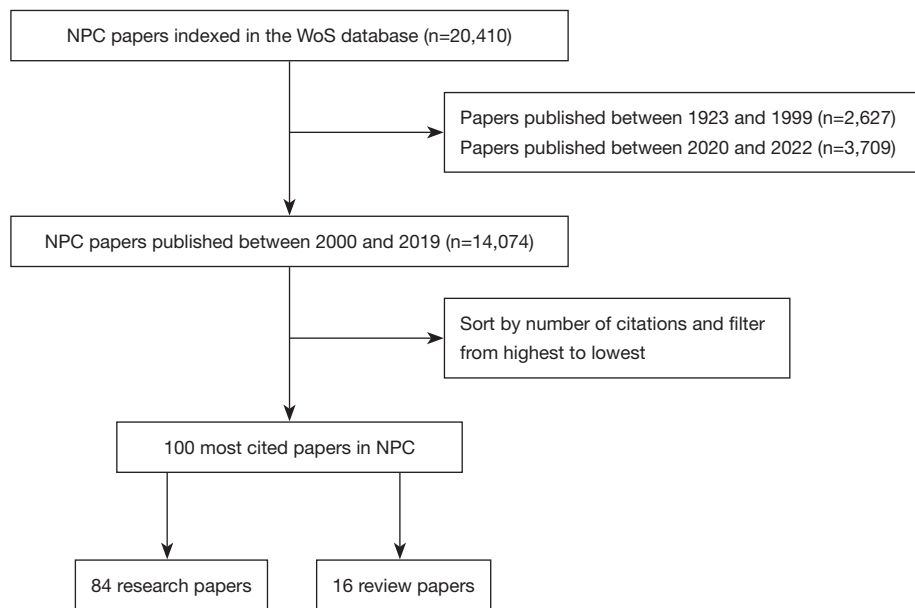 NPC papers indexed in the WoS database (n=20,410)
Papers published between 1923 and 1999 (n=2,627)
Papers published between 2020 and 2022 (n=3,709)
NPC papers published between 2000 and 2019 (n=14,074)
Sort by number of citations and filter
from highest to lowest
100 most cited papers in NPC
84 research papers
16 review papers